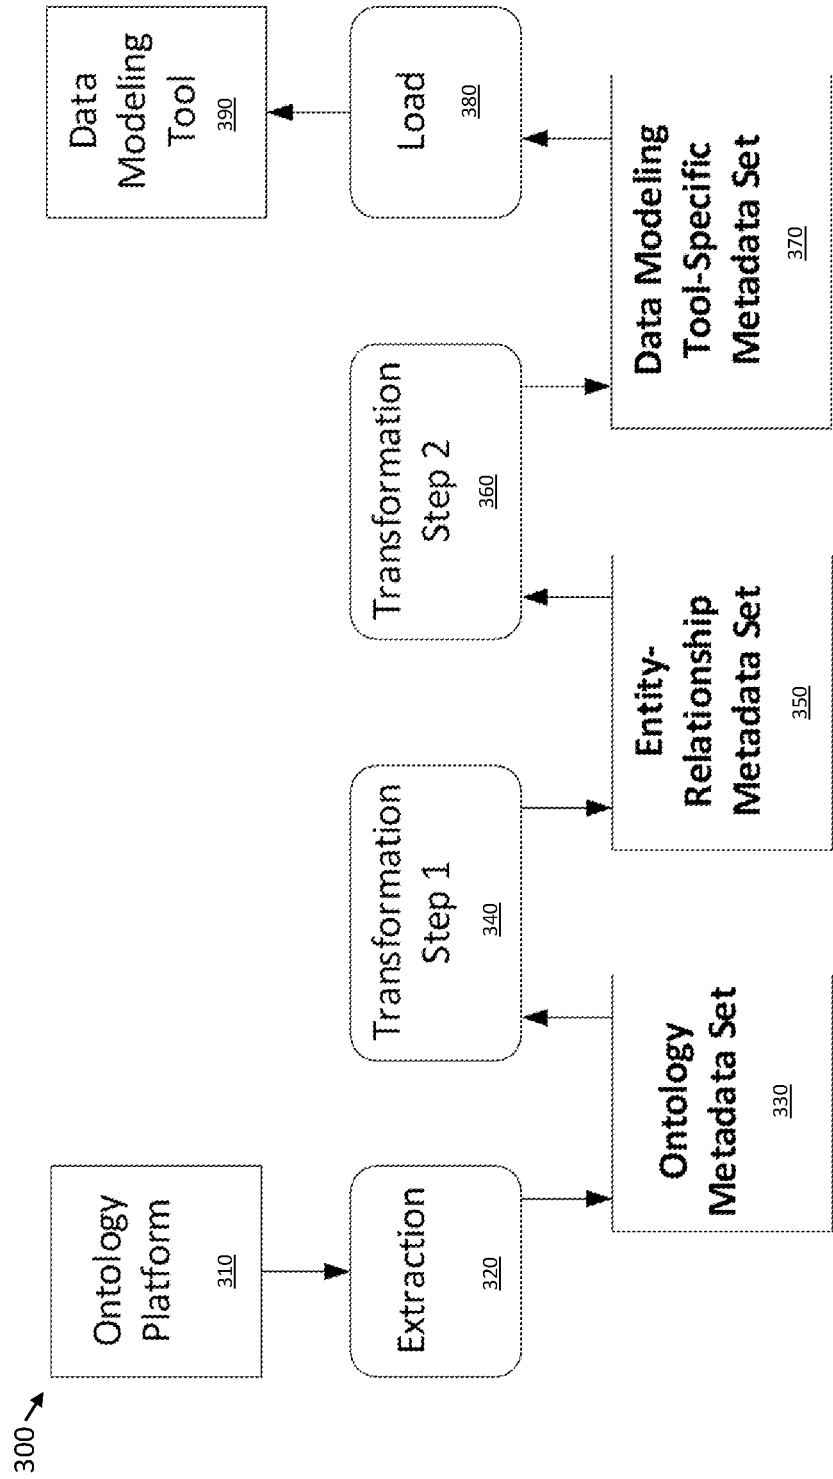 300
Ontology
Platform
310
Extraction
320
Ontology
Metadata Set
330
Transformation
Step 1
340
Entity-
Relationship
Metadata Set
350
Transformation
Step 2
360
Data Modeling
Tool-Specific
Metadata Set
370
Load
380
Data
Modeling
Tool
390